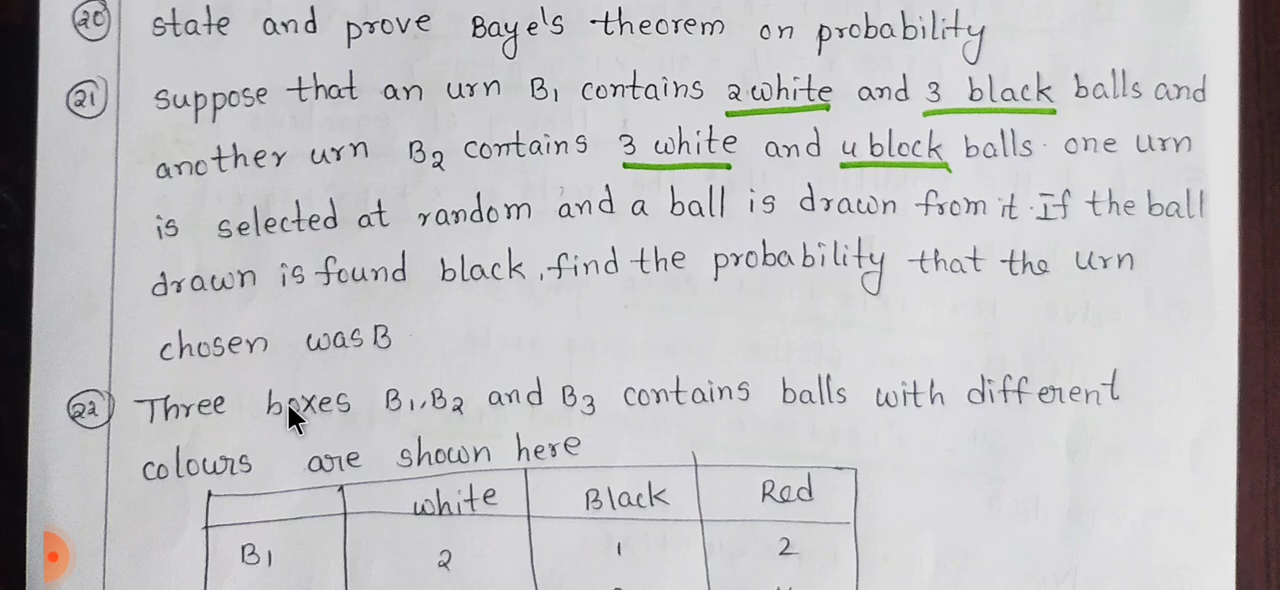 20 state and prove Baye's theorem on probability
21 suppose that an urn B1 contains 2 white and 3 black balls and
another urn B2 contains 3 white and 4 block balls. one urn
is selected at random and a ball is drawn from it. If the ball
drawn is found black, find the probability that the urn
chosen was B
22 Three boxes B1, B2 and B3 contains balls with different
colours are shown here
white Black Red
B1 2 1 2